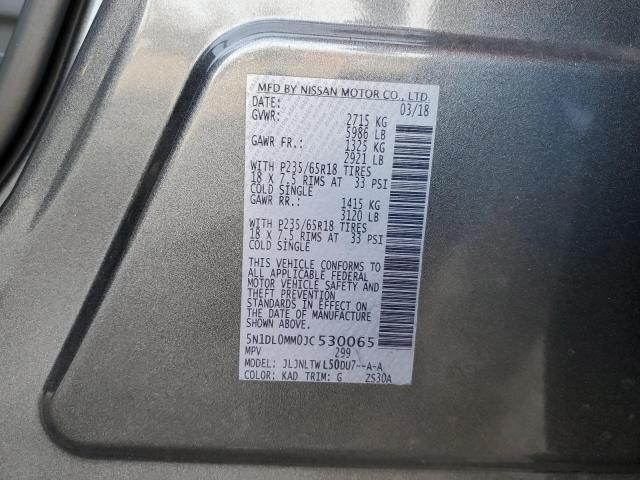 MFD BY NISSAN MOTOR CO., LTD
DATE: 03/18
GVWR: 2715 KG
5986 LB
GAWR FR.: 1325 KG
2921 LB
WITH P235/65R18 TIRES
18 X 7.5 RIMS AT 33 PSI
COLD SINGLE
GAWR RR.: 1415 KG
3120 LB
WITH P235/65R18 TIRES
18 X 7.5 RIMS AT 33 PSI
COLD SINGLE
THIS VEHICLE CONFORMS TO
ALL APPLICABLE FEDERAL
MOTOR VEHICLE SAFETY AND
THEFT PREVENTION
STANDARDS IN EFFECT ON
THE DATE OF MANUFACTURE
SHOWN ABOVE.
5N1DL0MM0JC530065
MPV 299
MODEL: JLJNLTWL50DU7--A-A
COLOR: KAD TRIM: G ZS30A